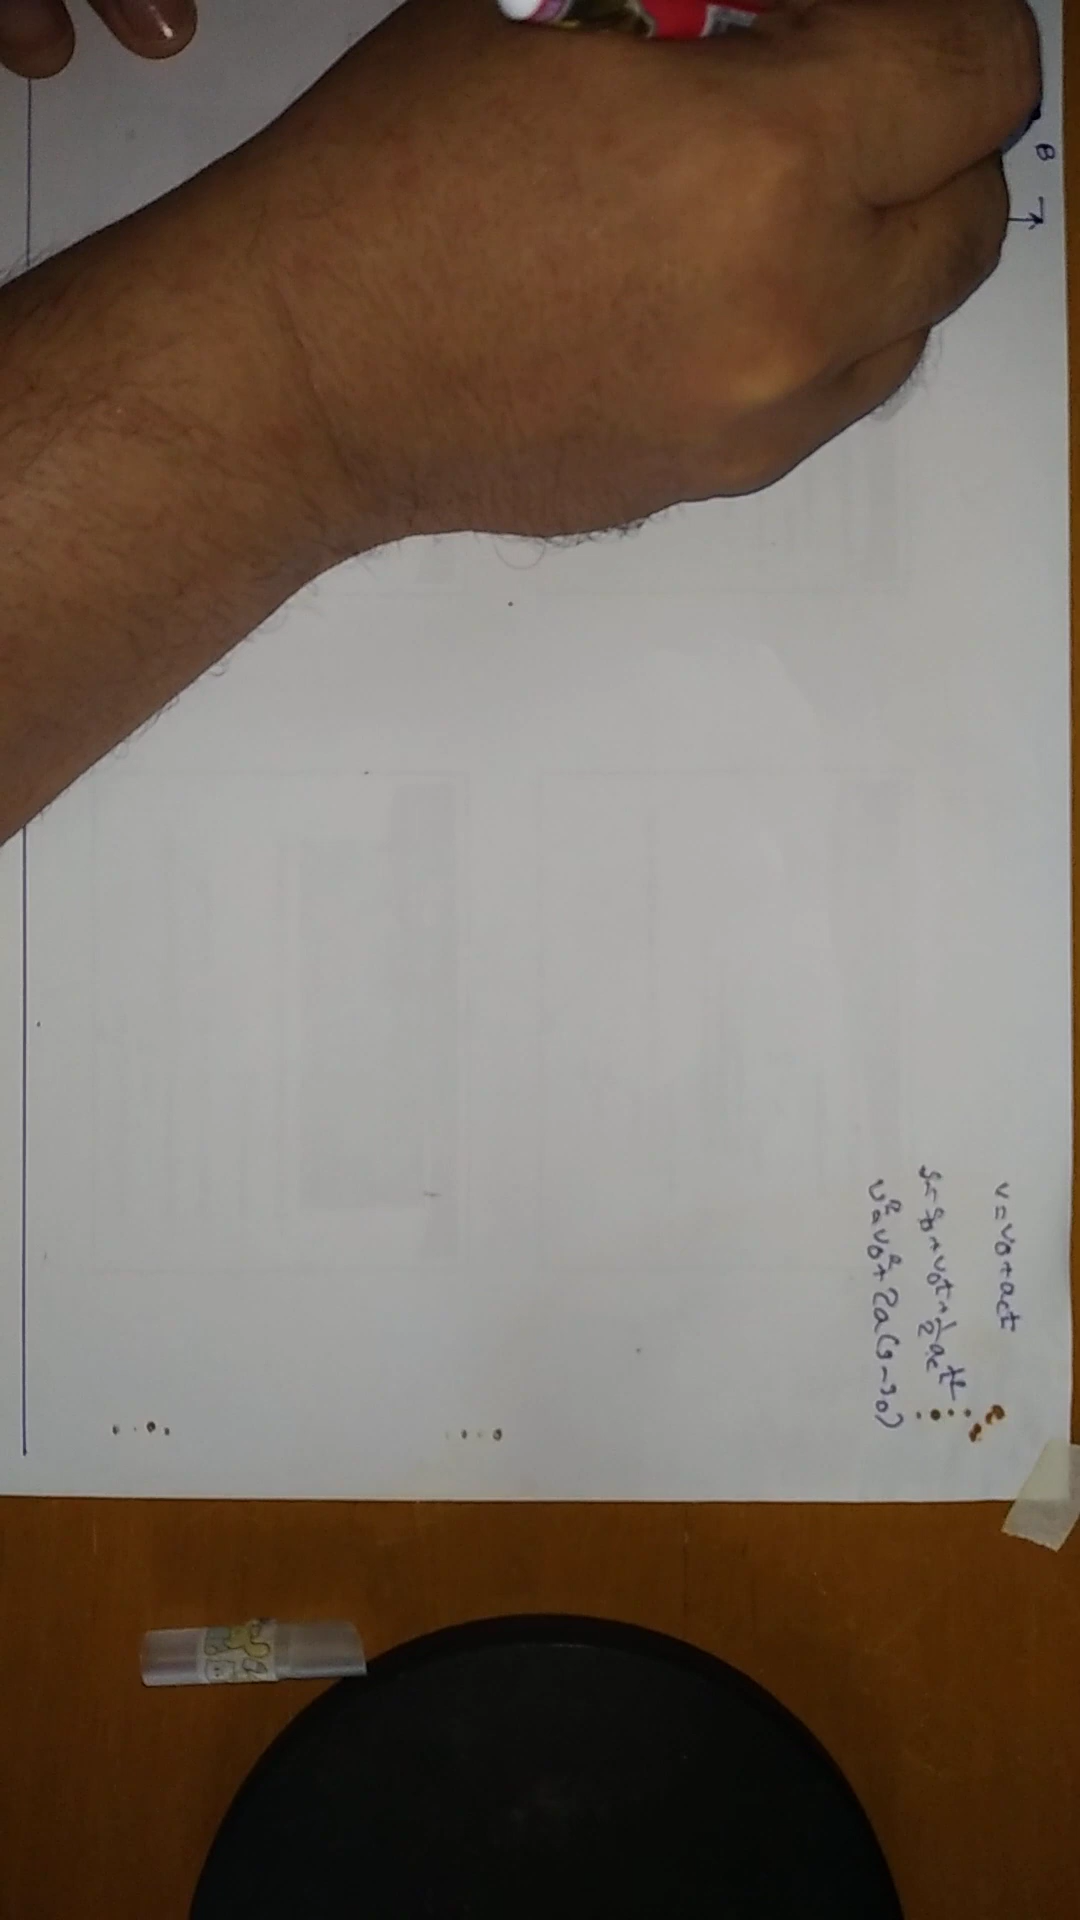 B ↑
v = v0 + act
s = s0 + v0t + 1/2 act²
v² = v0² + 2a(s-s0)